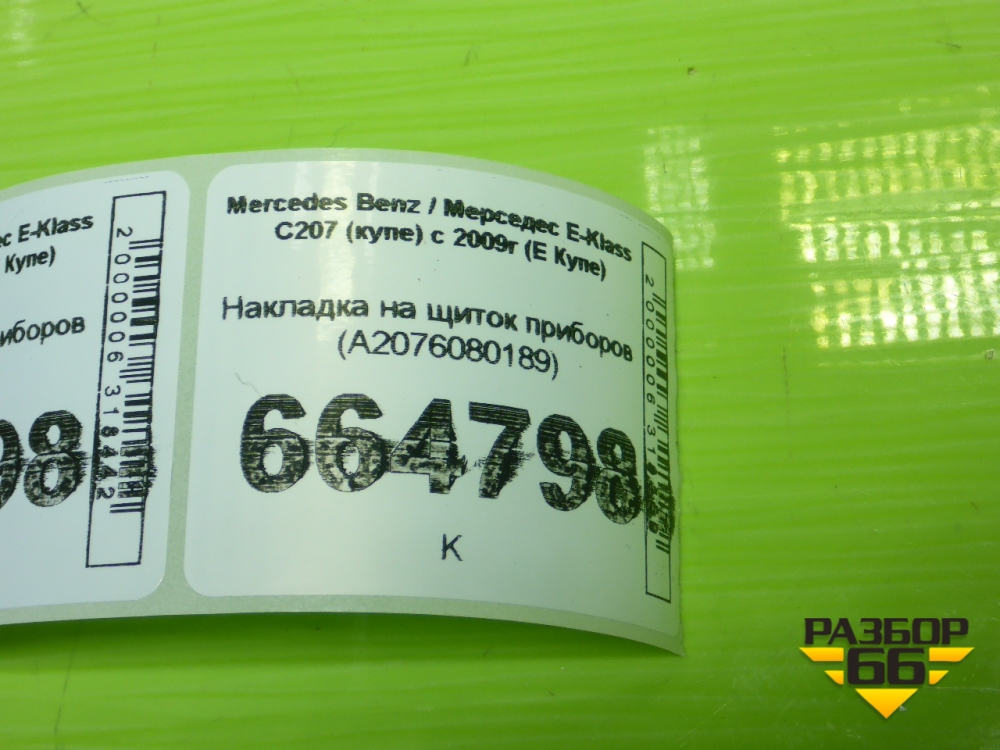 ес E-Klass
Купе)
иборов
98
2000006318442
Mercedes Benz / Мерседес E-Klass
C207 (купе) с 2009г (E Купе)
Накладка на щиток приборов
(A2076080189)
664798
К
200000631
РАЗБОР
66